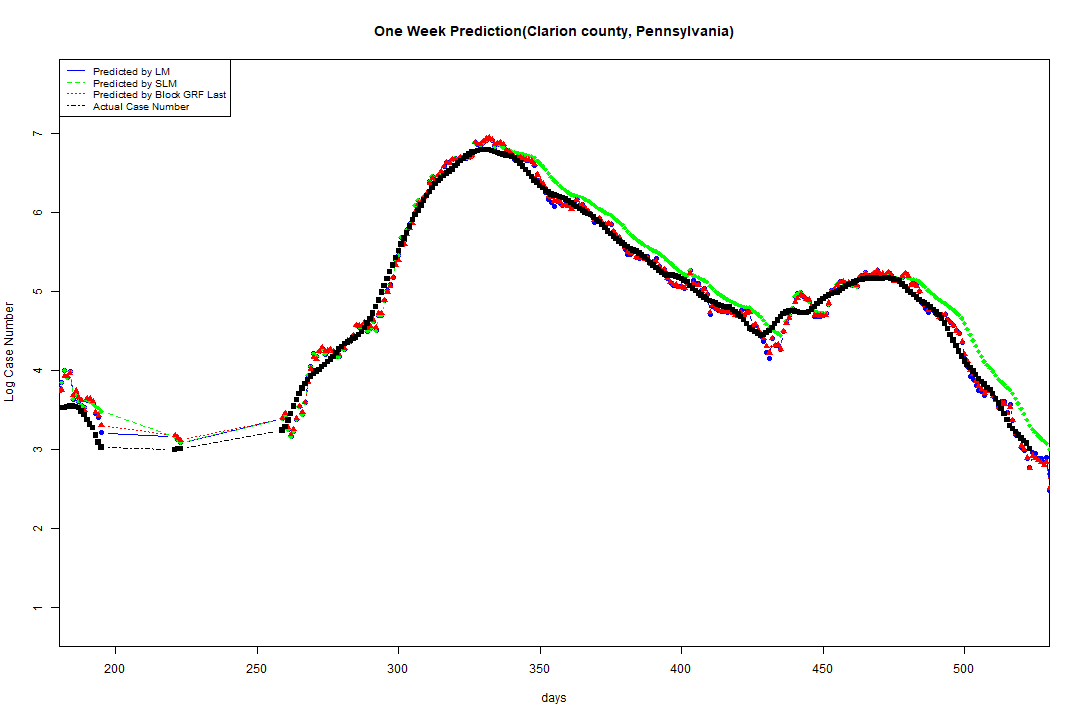 One Week Prediction(Clarion county, Pennsylvania)
Predicted by LM
Predicted by SLM
Predicted by Block GRF Last
Actual Case Number
7
6
5
4
3
2
1
Log Case Number
200 250 300 350 400 450 500
days